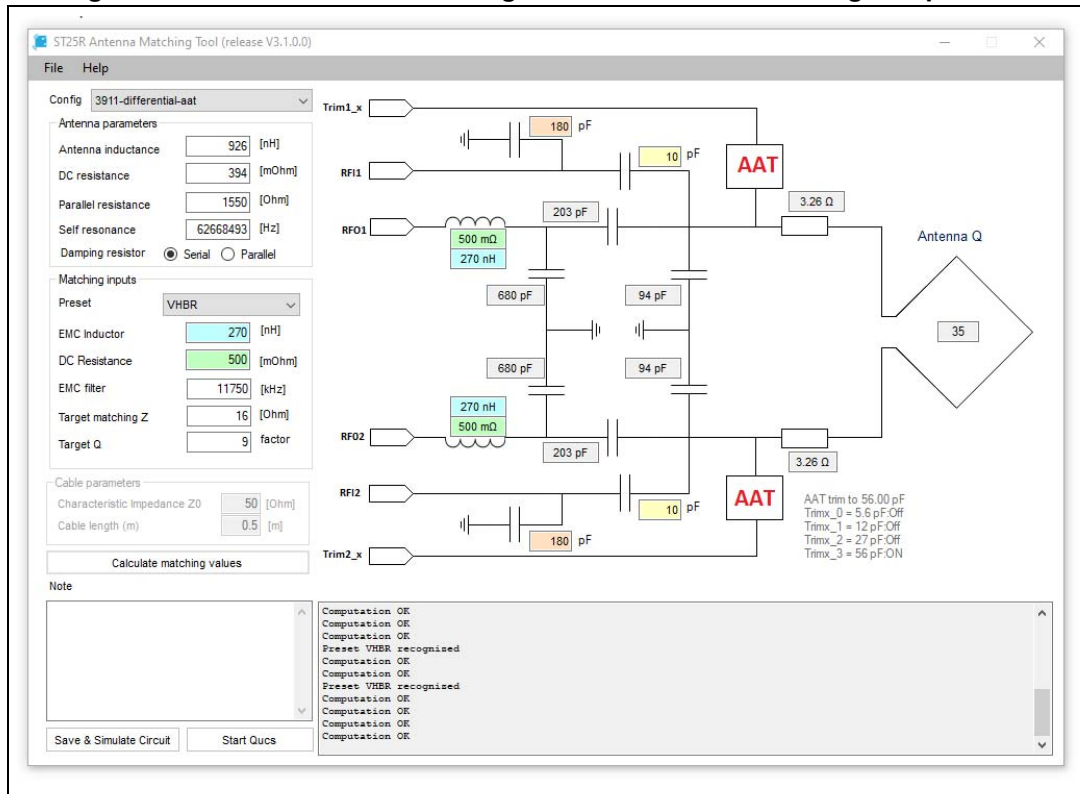 ST25R Antenna Matching Tool (release V3.1.0.0)
File Help
Config 3911-differential-aat
Antenna parameters
Antenna inductance 926 [nH]
DC resistance 394 [mOhm]
Parallel resistance 1550 [Ohm]
Self resonance 62668493 [Hz]
Damping resistor Serial Parallel
Matching inputs
Preset VHBR
EMC Inductor 270 [nH]
DC Resistance 500 [mOhm]
EMC filter 11750 [kHz]
Target matching Z 16 [Ohm]
Target Q 9 factor
Cable parameters
Characteristic Impedance Z0 50 [Ohm]
Cable length (m) 0.5 [m]
Calculate matching values
Note
Save & Simulate Circuit Start Qucs
Trim1_x
180 pF
10 pF
AAT
RFI1
3.26 Ω
203 pF
RFO1
500 mΩ
270 nH
Antenna Q
680 pF 94 pF
35
680 pF 94 pF
270 nH
500 mΩ
RFO2
203 pF
3.26 Ω
RFI2
10 pF
AAT
180 pF
Trim2_x
AAT trim to 56.00 pF
Trimx_0 = 5.6 pF:Off
Trimx_1 = 12 pF:Off
Trimx_2 = 27 pF:Off
Trimx_3 = 56 pF:ON
Computation OK
Computation OK
Computation OK
Preset VHBR recognized
Computation OK
Computation OK
Preset VHBR recognized
Computation OK
Computation OK
Computation OK
Computation OK